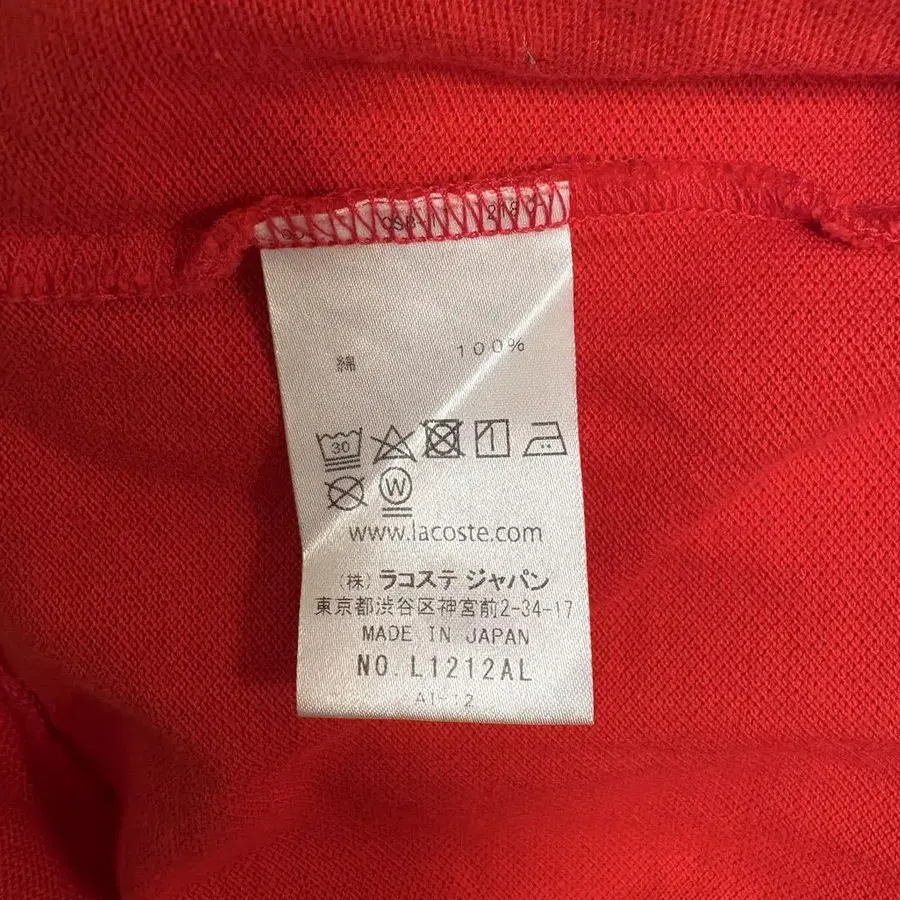 綿 100%
30
W
www.lacoste.com
(株) ラコステ ジャパン
東京都渋谷区神宮前2-34-17
MADE IN JAPAN
NO. L1212AL